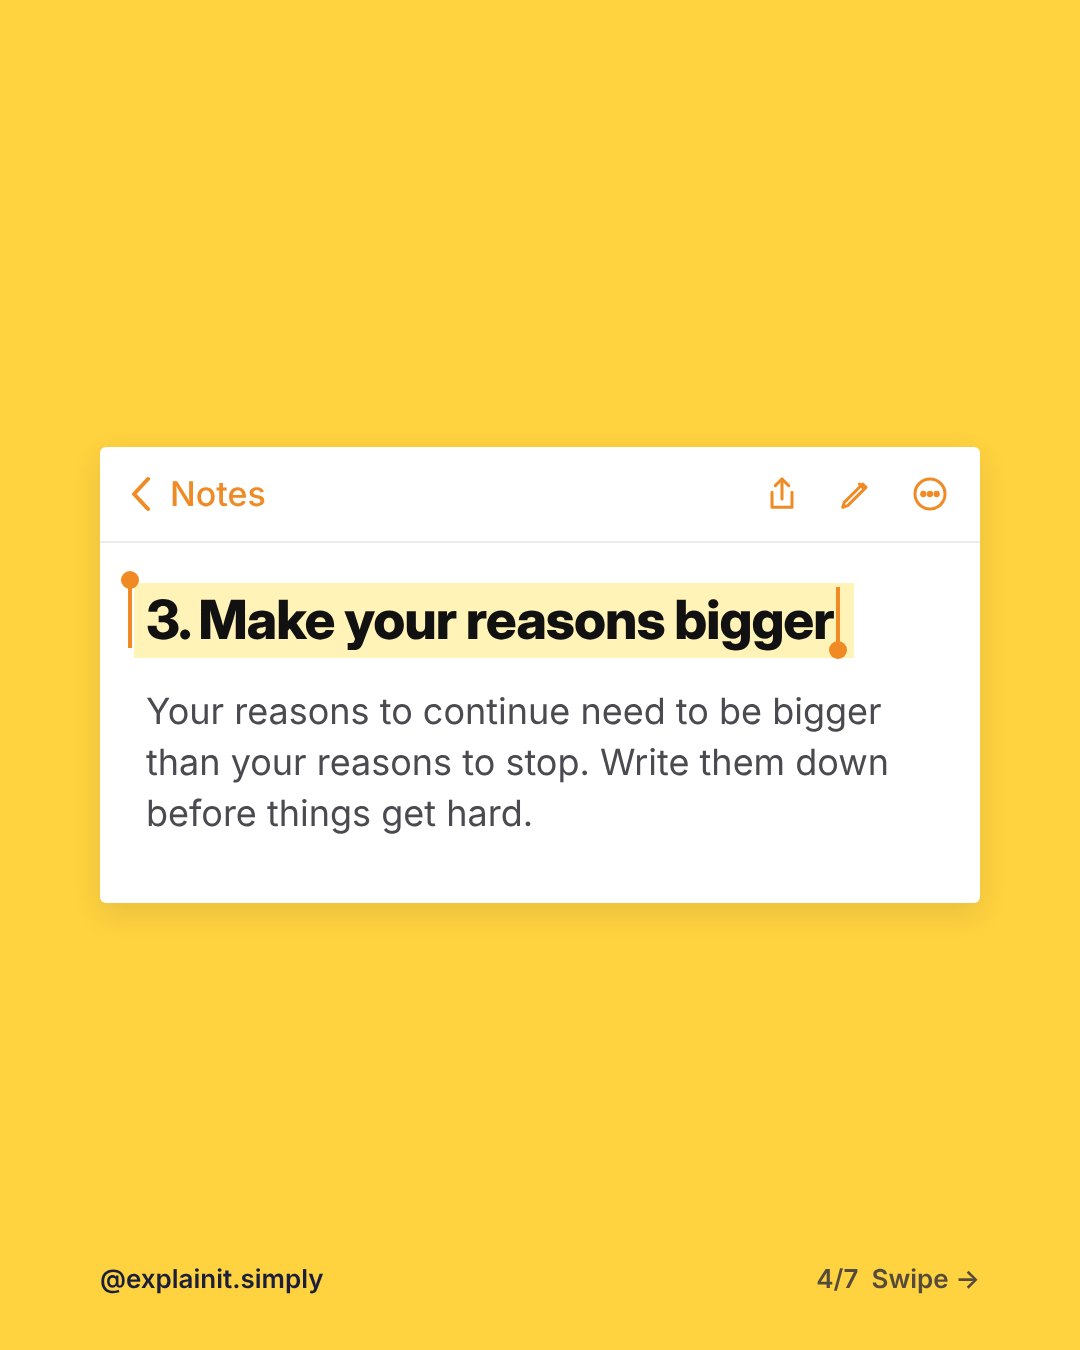 Notes
3. Make your reasons bigger
Your reasons to continue need to be bigger
than your reasons to stop. Write them down
before things get hard.
@explainit.simply
4/7 Swipe →